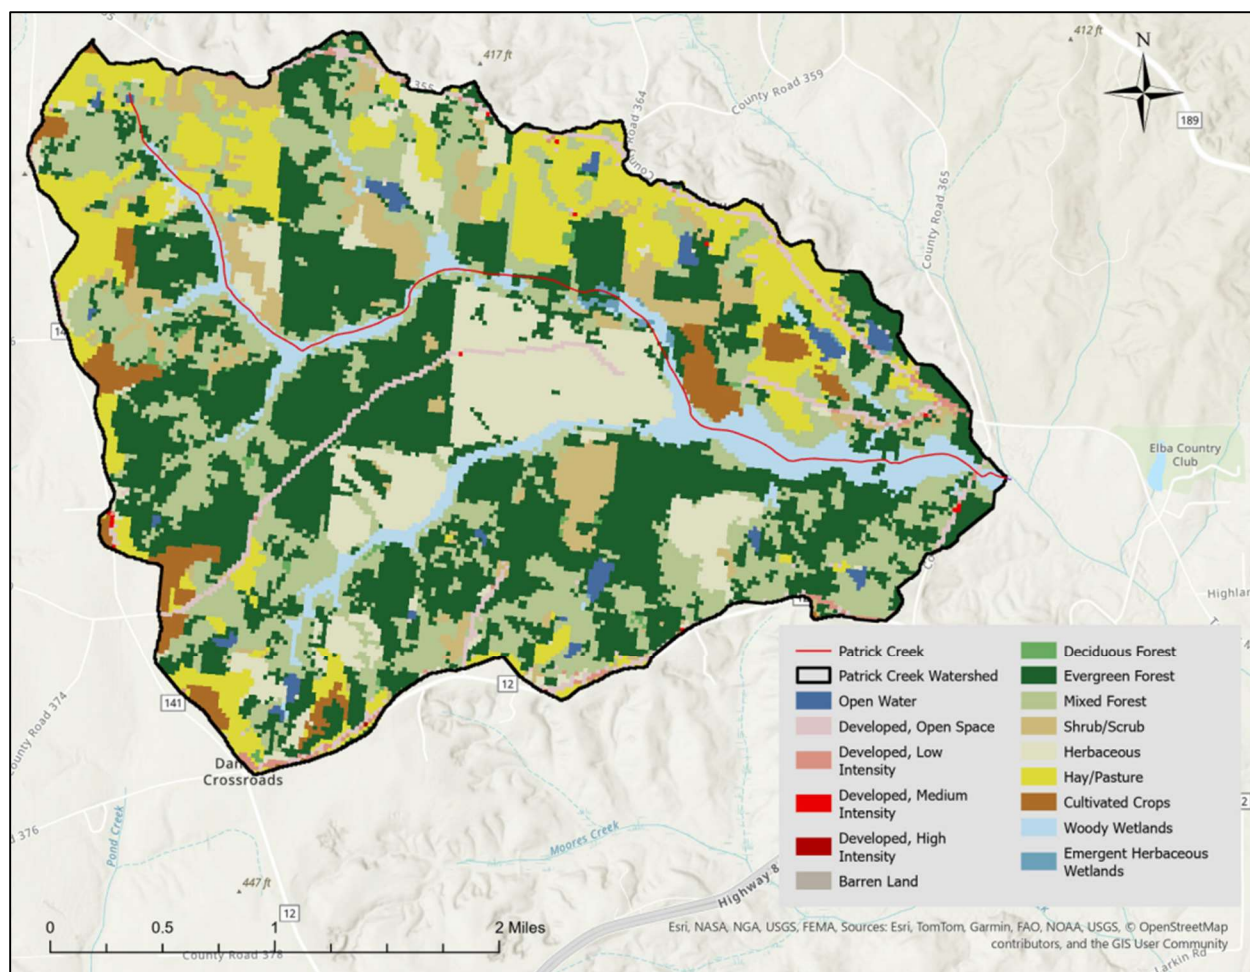 417 ft
412 ft
N
355
County Road 359
County Road 364
189
County Road 365
Elba Country
Club
12
141
County Road 374
Crossroads
Pond Creek
Moores Creek
447 ft
12
Highway 8
County Road 378
Larkin Rd
2
Patrick Creek
Patrick Creek Watershed
Open Water
Developed, Open Space
Developed, Low
Intensity
Developed, Medium
Intensity
Developed, High
Intensity
Barren Land
Deciduous Forest
Evergreen Forest
Mixed Forest
Shrub/Scrub
Herbaceous
Hay/Pasture
Cultivated Crops
Woody Wetlands
Emergent Herbaceous
Wetlands
0 0.5 1 2 Miles
Esri, NASA, NGA, USGS, FEMA, Sources: Esri, TomTom, Garmin, FAO, NOAA, USGS, © OpenStreetMap
contributors, and the GIS User Community